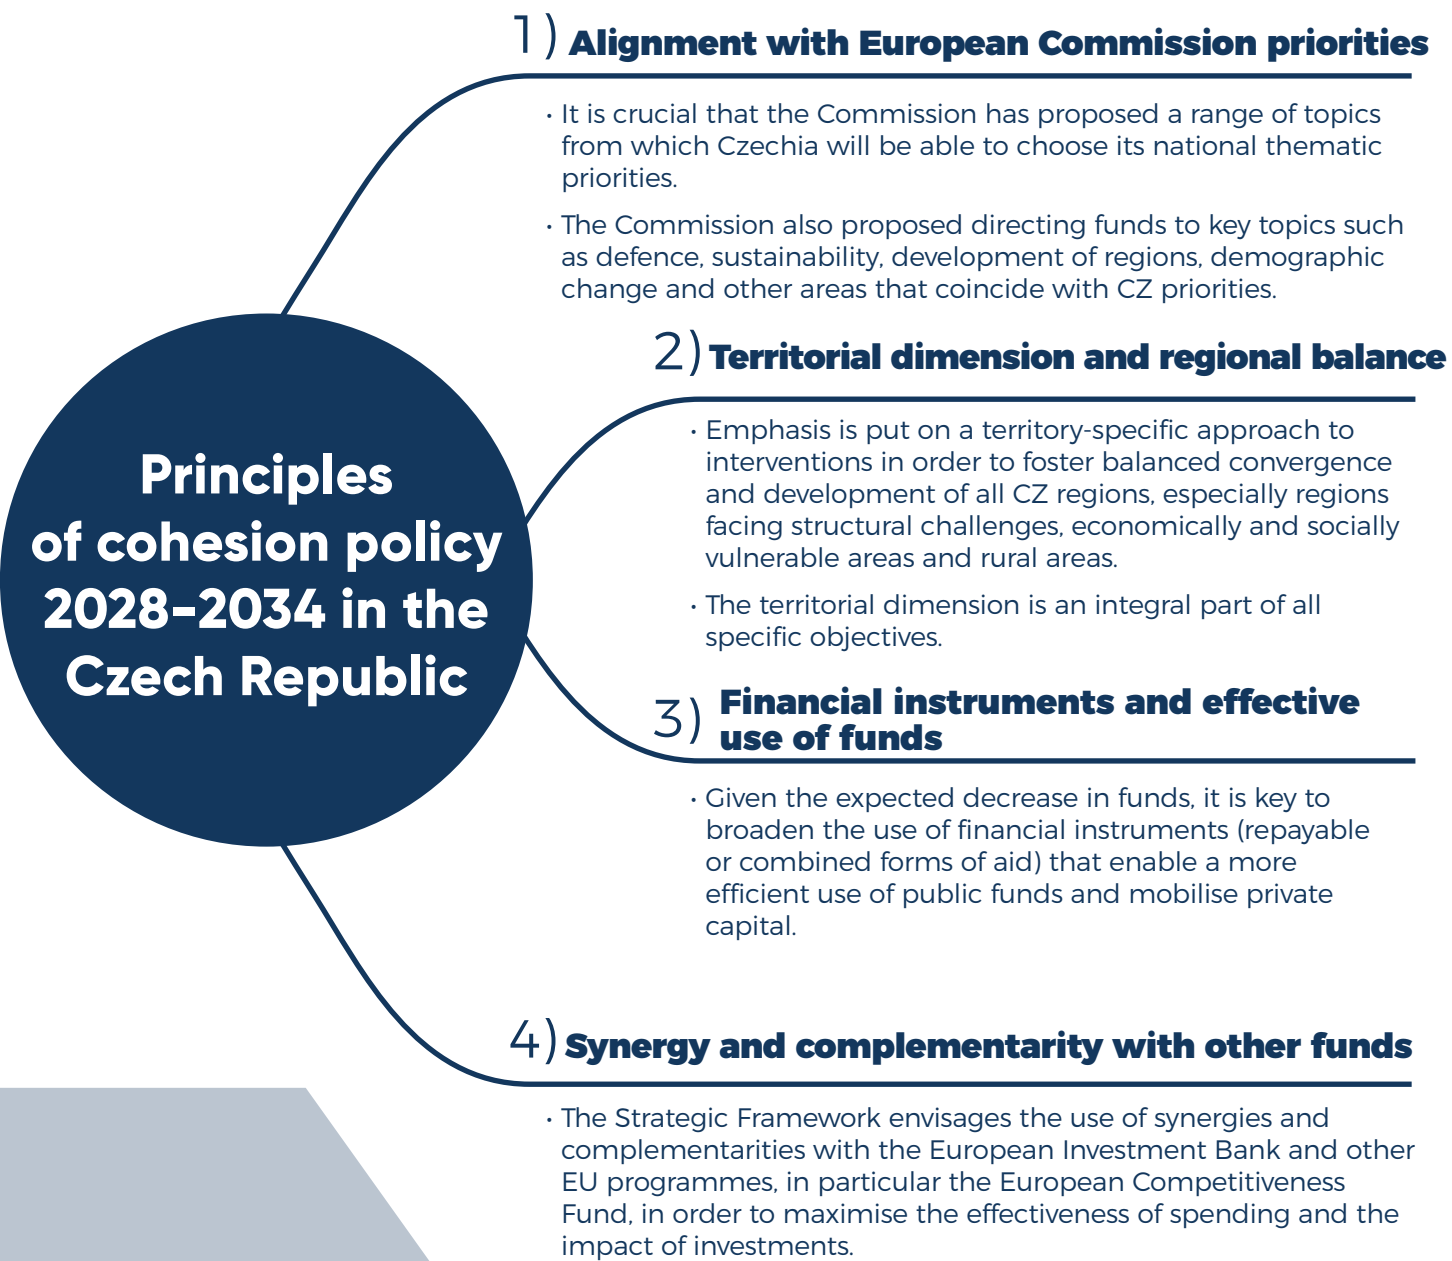 1) Alignment with European Commission priorities
· It is crucial that the Commission has proposed a range of topics
from which Czechia will be able to choose its national thematic
priorities.
· The Commission also proposed directing funds to key topics such
as defence, sustainability, development of regions, demographic
change and other areas that coincide with CZ priorities.
Principles
of cohesion policy
2028–2034 in the
Czech Republic
2) Territorial dimension and regional balance
· Emphasis is put on a territory-specific approach to
interventions in order to foster balanced convergence
and development of all CZ regions, especially regions
facing structural challenges, economically and socially
vulnerable areas and rural areas.
· The territorial dimension is an integral part of all
specific objectives.
3) Financial instruments and effective
use of funds
· Given the expected decrease in funds, it is key to
broaden the use of financial instruments (repayable
or combined forms of aid) that enable a more
efficient use of public funds and mobilise private
capital.
4) Synergy and complementarity with other funds
· The Strategic Framework envisages the use of synergies and
complementarities with the European Investment Bank and other
EU programmes, in particular the European Competitiveness
Fund, in order to maximise the effectiveness of spending and the
impact of investments.